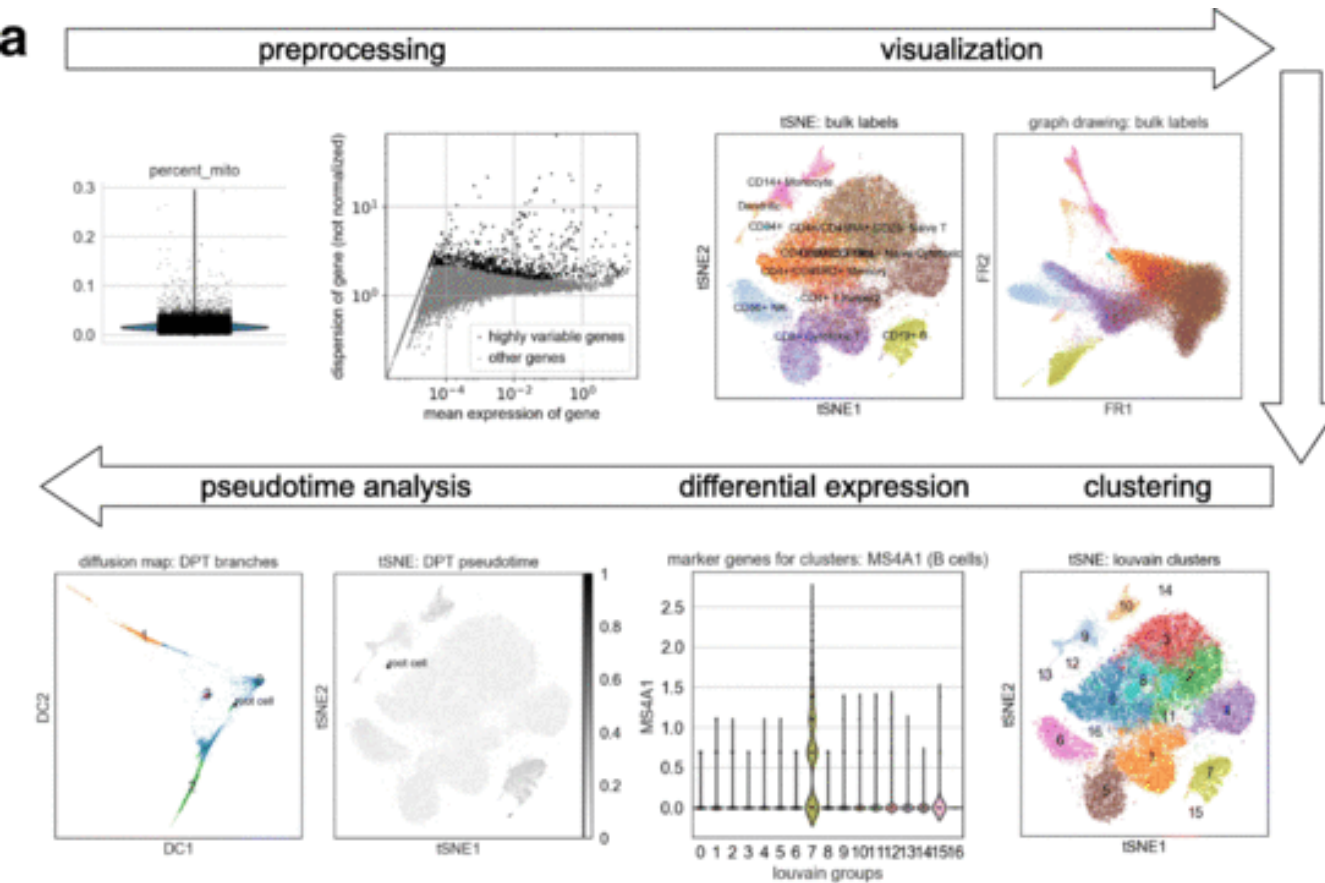 a
preprocessing
visualization
percent_mito
0.3
0.2
0.1
0.0
dispersion of gene (not normalized)
10¹
10⁰
highly variable genes
other genes
10⁻⁴ 10⁻² 10⁰
mean expression of gene
tSNE: bulk labels
CD14+ Monocyte
Dendritic
CD56+ NK
CD19+ B
tSNE2
tSNE1
graph drawing: bulk labels
FR2
FR1
pseudotime analysis
differential expression
clustering
diffusion map: DPT branches
root cell
DC2
DC1
tSNE: DPT pseudotime
root cell
1
0.8
0.6
0.4
0.2
0
tSNE2
tSNE1
marker genes for clusters: MS4A1 (B cells)
MS4A1
2.5
2.0
1.5
1.0
0.5
0.0
0 1 2 3 4 5 6 7 8 9 10 11 12 13 14 15 16
louvain groups
tSNE: louvain clusters
14
10
9
3
12
13
2
8
11
16
6
7
5
15
tSNE2
tSNE1